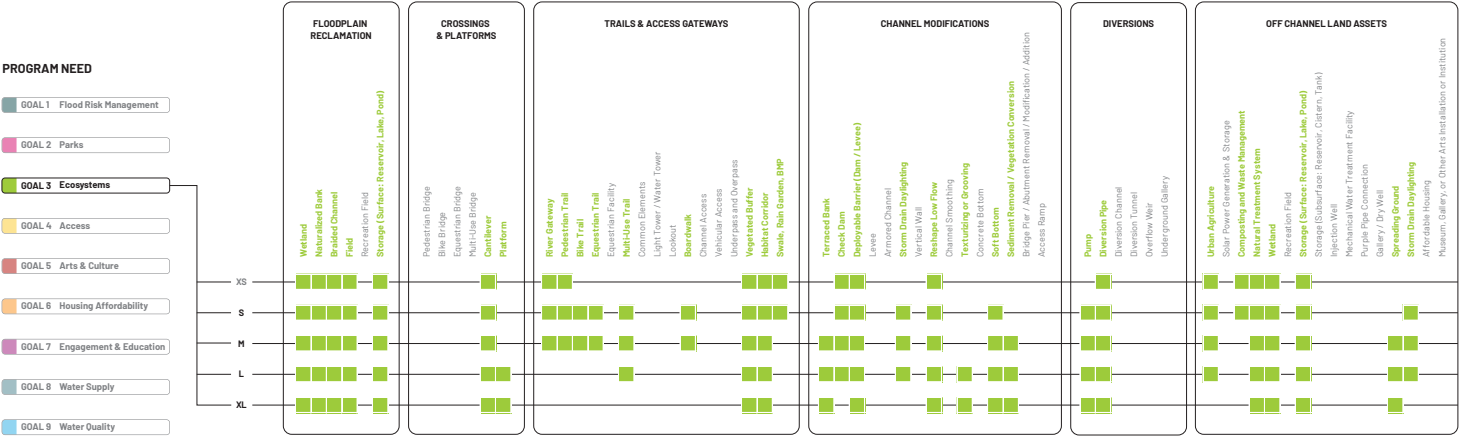 FLOODPLAIN
RECLAMATION
CROSSINGS
& PLATFORMS
TRAILS & ACCESS GATEWAYS
CHANNEL MODIFICATIONS
DIVERSIONS
OFF CHANNEL LAND ASSETS
PROGRAM NEED
GOAL 1 Flood Risk Management
GOAL 2 Parks
GOAL 3 Ecosystems
GOAL 4 Access
GOAL 5 Arts & Culture
GOAL 6 Housing Affordability
GOAL 7 Engagement & Education
GOAL 8 Water Supply
GOAL 9 Water Quality
Wetland
Naturalized Bank
Braided Channel
Field
Recreation Field
Storage (Surface: Reservoir, Lake, Pond)
Pedestrian Bridge
Bike Bridge
Equestrian Bridge
Multi-Use Bridge
Cantilever
Platform
River Gateway
Pedestrian Trail
Bike Trail
Equestrian Trail
Equestrian Facility
Multi-Use Trail
Common Elements
Light Tower / Water Tower
Lookout
Boardwalk
Channel Access
Vehicular Access
Underpass and Overpass
Vegetated Buffer
Habitat Corridor
Swale, Rain Garden, BMP
Terraced Bank
Check Dam
Deployable Barrier (Dam / Levee)
Levee
Armored Channel
Storm Drain Daylighting
Vertical Wall
Reshape Low Flow
Channel Smoothing
Texturizing or Grooving
Concrete Bottom
Soft Bottom
Sediment Removal / Vegetation Conversion
Bridge Pier / Abutment Removal / Modification / Addition
Access Ramp
Pump
Diversion Pipe
Diversion Channel
Diversion Tunnel
Overflow Weir
Underground Gallery
Urban Agriculture
Solar Power Generation & Storage
Composting and Waste Management
Natural Treatment System
Wetland
Recreation Field
Storage (Surface: Reservoir, Lake, Pond)
Storage (Subsurface: Reservoir, Cistern, Tank)
Injection Well
Mechanical Water Treatment Facility
Purple Pipe Connection
Gallery / Dry Well
Spreading Ground
Storm Drain Daylighting
Affordable Housing
Museum, Gallery, or Other Arts Installation or Institution
XS
S
M
L
XL